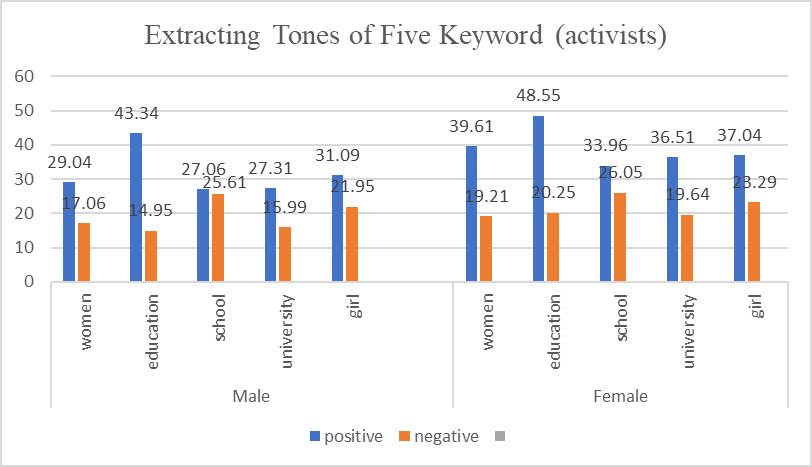 Extracting Tones of Five Keyword (activists)
60
50
40
30
20
10
0
29.04
17.06
43.34
14.95
27.06
25.61
27.31
15.99
31.09
21.95
39.61
19.21
48.55
20.25
33.96
26.05
36.51
19.64
37.04
23.29
women
education
school
university
girl
women
education
school
university
girl
Male
Female
positive
negative